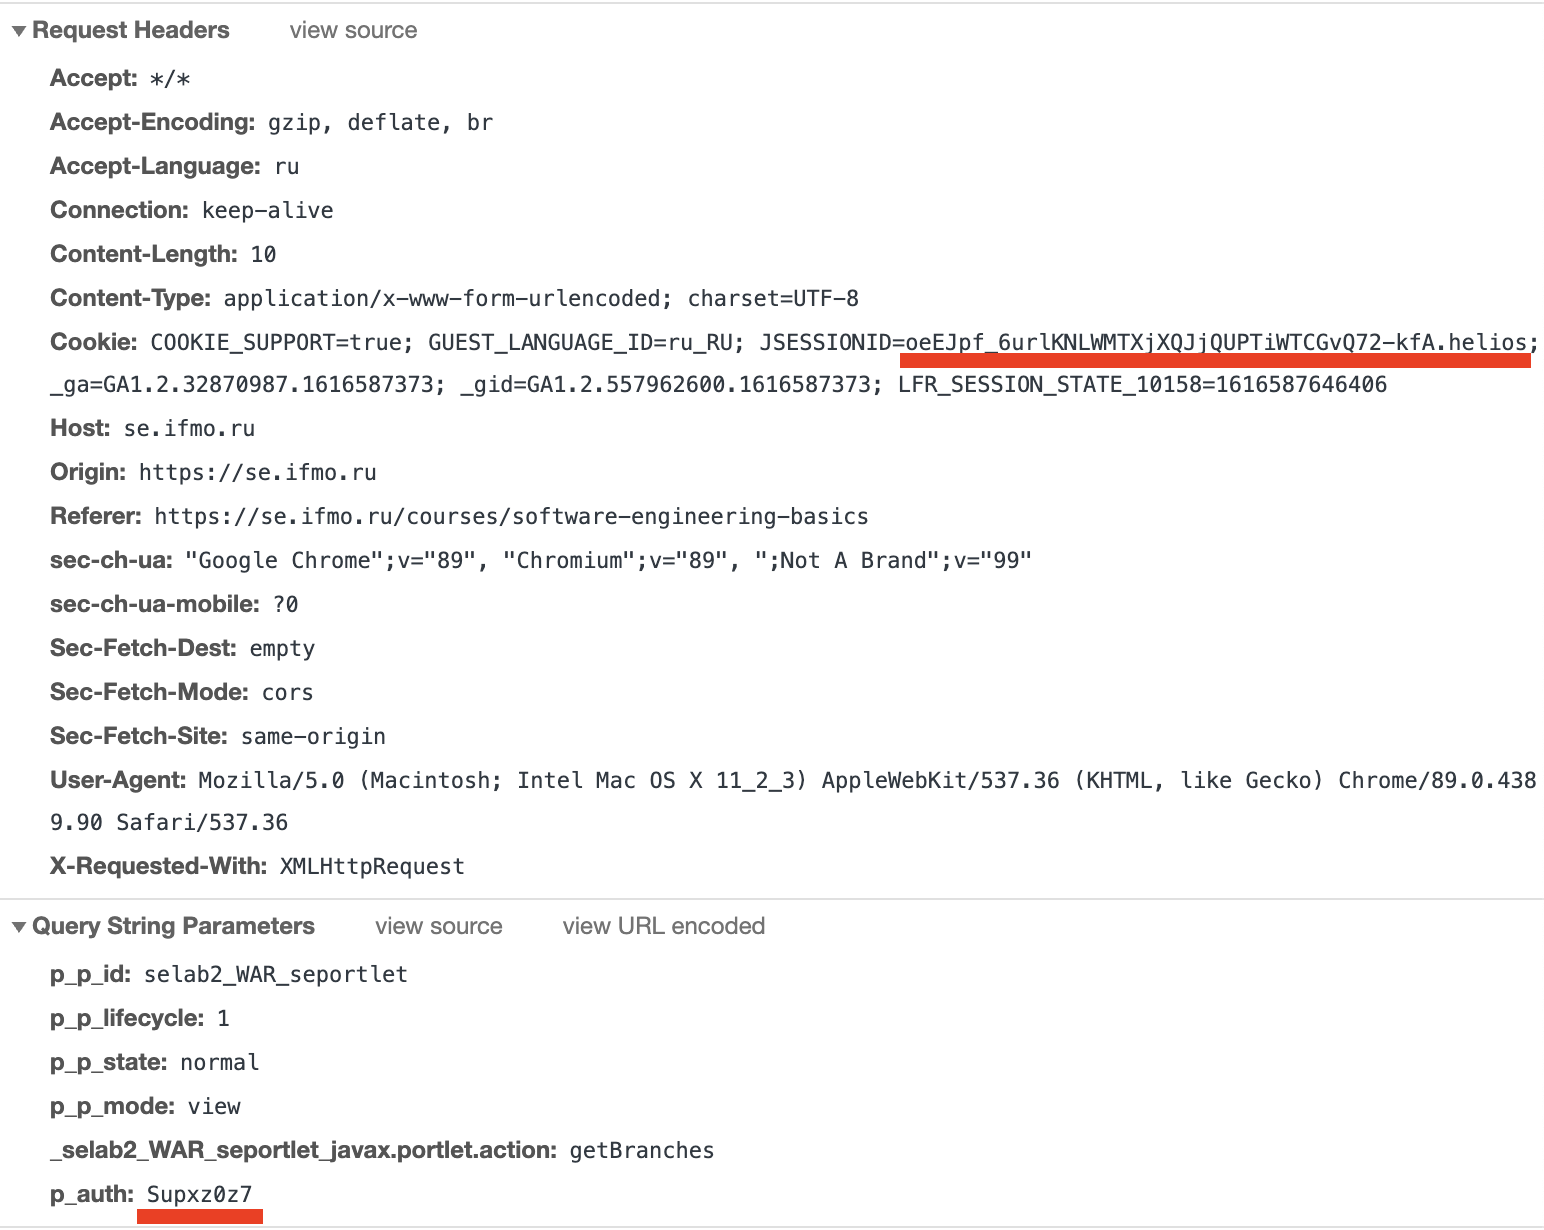 Request Headers view source
Accept: */*
Accept-Encoding: gzip, deflate, br
Accept-Language: ru
Connection: keep-alive
Content-Length: 10
Content-Type: application/x-www-form-urlencoded; charset=UTF-8
Cookie: COOKIE_SUPPORT=true; GUEST_LANGUAGE_ID=ru_RU; JSESSIONID=oeEJpf_6urlKNLWMTXjXQJjQUPTiWTCGvQ72-kfA.helios;
_ga=GA1.2.32870987.1616587373; _gid=GA1.2.557962600.1616587373; LFR_SESSION_STATE_10158=1616587646406
Host: se.ifmo.ru
Origin: https://se.ifmo.ru
Referer: https://se.ifmo.ru/courses/software-engineering-basics
sec-ch-ua: "Google Chrome";v="89", "Chromium";v="89", ";Not A Brand";v="99"
sec-ch-ua-mobile: ?0
Sec-Fetch-Dest: empty
Sec-Fetch-Mode: cors
Sec-Fetch-Site: same-origin
User-Agent: Mozilla/5.0 (Macintosh; Intel Mac OS X 11_2_3) AppleWebKit/537.36 (KHTML, like Gecko) Chrome/89.0.438
9.90 Safari/537.36
X-Requested-With: XMLHttpRequest
Query String Parameters view source view URL encoded
p_p_id: selab2_WAR_seportlet
p_p_lifecycle: 1
p_p_state: normal
p_p_mode: view
_selab2_WAR_seportlet_javax.portlet.action: getBranches
p_auth: Supxz0z7